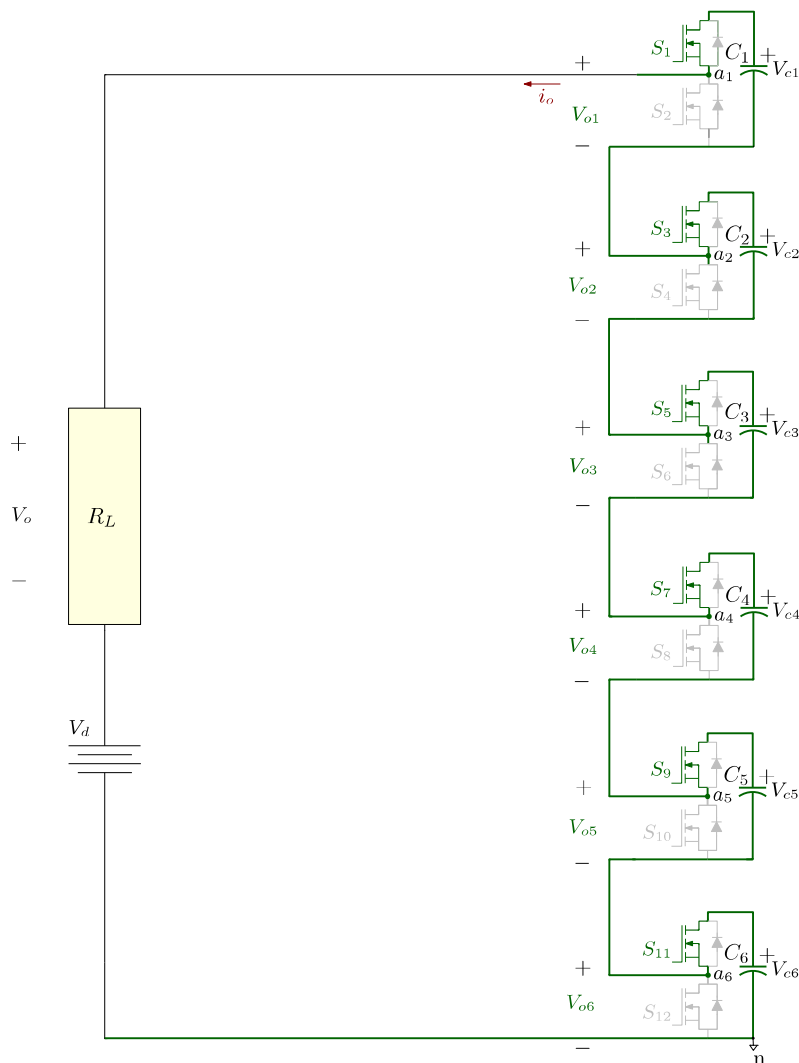 S1
C1
+
Vc1
+
a1
io
Vo1
S2
−
S3
C2
+
Vc2
+
a2
Vo2
S4
−
S5
C3
+
Vc3
+
a3
Vo3
S6
−
+
Vo
RL
−
S7
C4
+
Vc4
+
a4
Vo4
S8
−
Vd
S9
C5
+
Vc5
+
a5
Vo5
S10
−
S11
C6
+
Vc6
+
a6
Vo6
S12
−
n